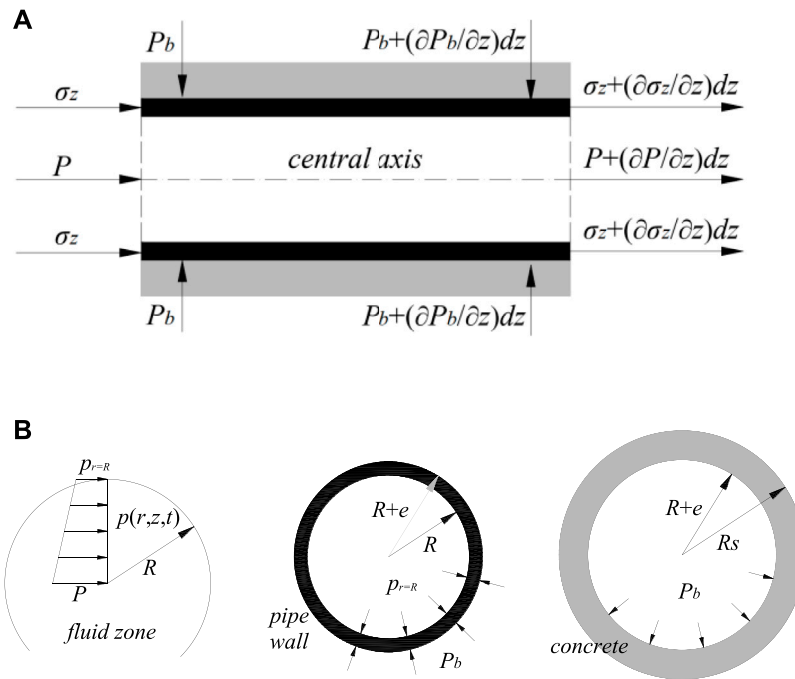 A
Pb
Pb+(∂Pb/∂z)dz
σz
σz+(∂σz/∂z)dz
central axis
P
P+(∂P/∂z)dz
σz
σz+(∂σz/∂z)dz
Pb
Pb+(∂Pb/∂z)dz
B
pr=R
p(r,z,t)
R
P
fluid zone
R+e
R
pr=R
pipe
wall
Pb
R+e
Rs
Pb
concrete